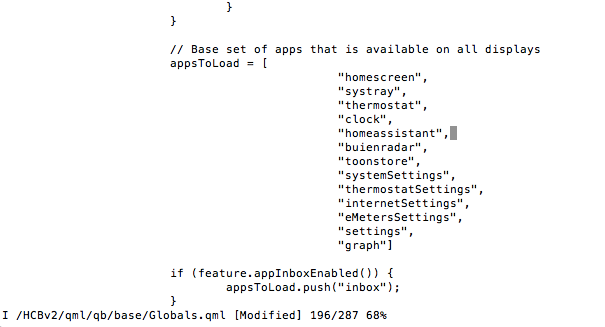 }
}
// Base set of apps that is available on all displays
appsToLoad = [
"homescreen",
"systray",
"thermostat",
"clock",
"homeassistant",
"buienradar",
"toonstore",
"systemSettings",
"thermostatSettings",
"internetSettings",
"eMetersSettings",
"settings",
"graph"]
if (feature.appInboxEnabled()) {
appsToLoad.push("inbox");
}
I /HCBv2/qml/qb/base/Globals.qml [Modified] 196/287 68%